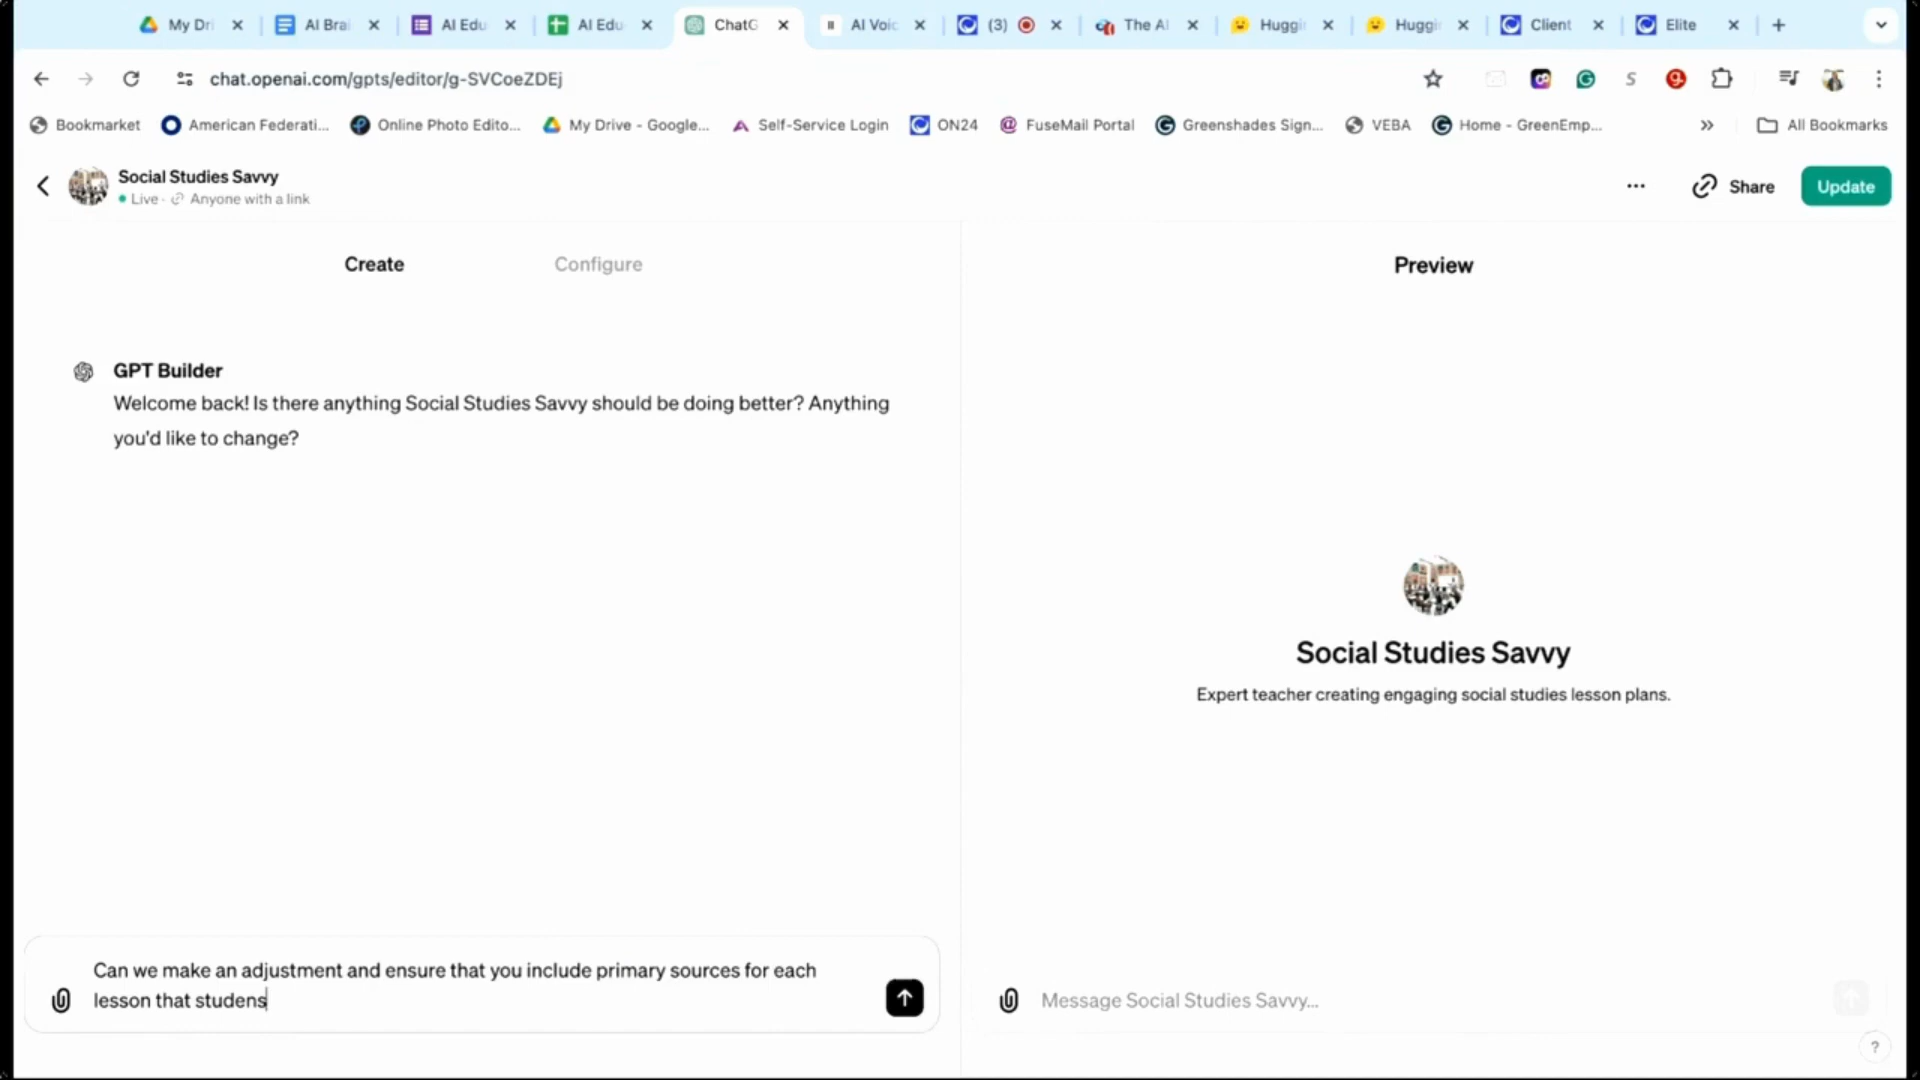 My Dri
AI Brai
AI Edu
AI Edu
ChatG
AI Voic
(3)
The AI
Huggin
Huggin
Client
Elite
chat.openai.com/gpts/editor/g-SVCoeZDEj
Bookmarket
American Federati...
Online Photo Edito...
My Drive - Google...
Self-Service Login
ON24
FuseMail Portal
Greenshades Sign...
VEBA
Home - GreenEmp...
All Bookmarks
Social Studies Savvy
Live · Anyone with a link
Share
Update
Create
Configure
Preview
GPT Builder
Welcome back! Is there anything Social Studies Savvy should be doing better? Anything
you'd like to change?
Social Studies Savvy
Expert teacher creating engaging social studies lesson plans.
Can we make an adjustment and ensure that you include primary sources for each
lesson that studens
Message Social Studies Savvy...
?